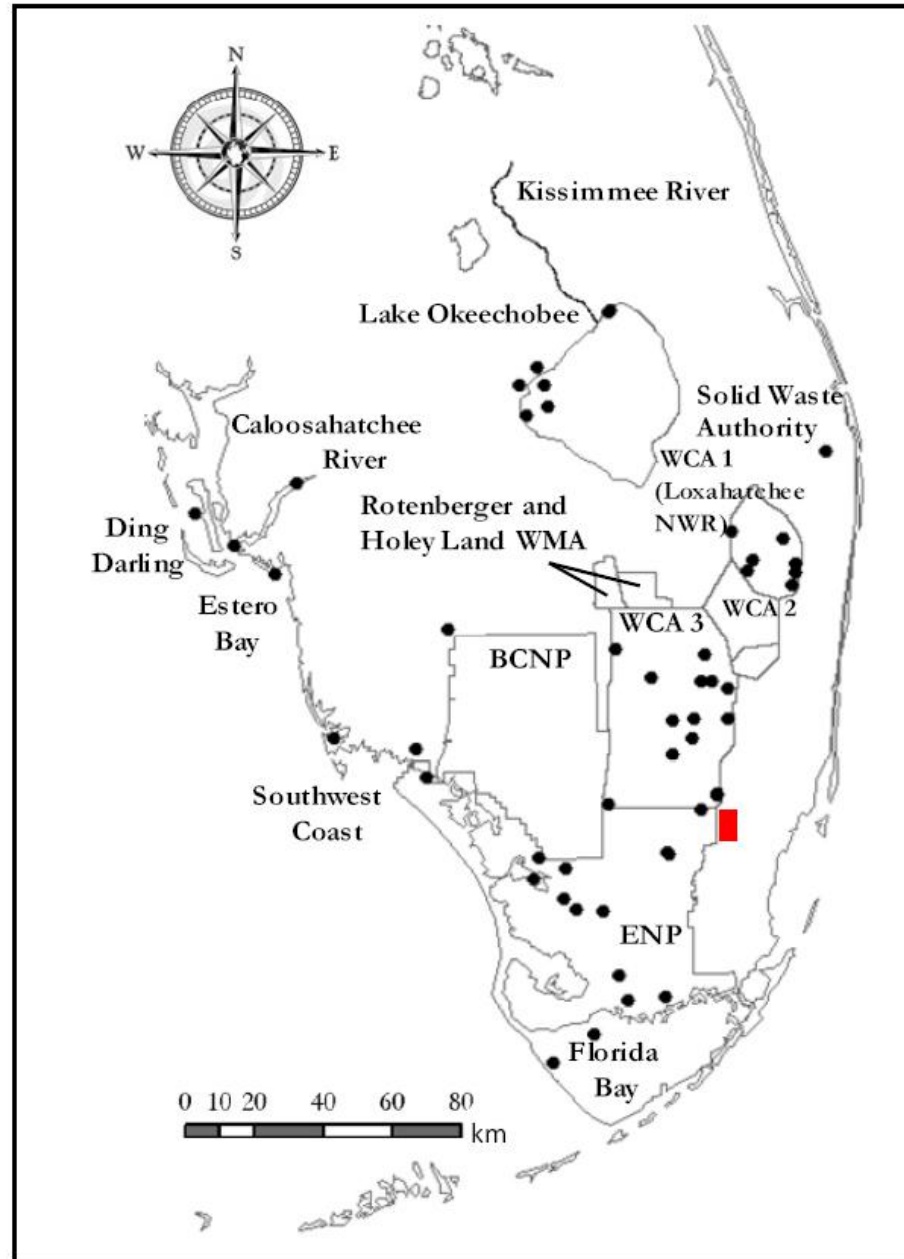 N
W
E
S
Kissimmee River
Lake Okeechobee
Solid Waste
Authority
Caloosahatchee
River
WCA 1
(Loxahatchee
NWR)
Rotenberger and
Holey Land WMA
Ding
Darling
Estero
Bay
WCA 2
WCA 3
BCNP
Southwest
Coast
ENP
Florida
Bay
0 10 20 40 60 80
km